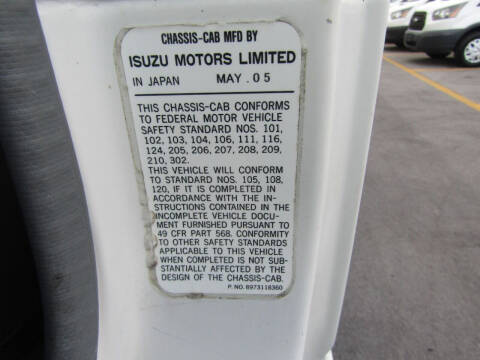 CHASSIS-CAB MFD BY
ISUZU MOTORS LIMITED
IN JAPAN MAY.05
THIS CHASSIS-CAB CONFORMS
TO FEDERAL MOTOR VEHICLE
SAFETY STANDARD NOS. 101,
102, 103, 104, 106, 111, 116,
124, 205, 206, 207, 208, 209,
210, 302.
THIS VEHICLE WILL CONFORM
TO STANDARD NOS. 105, 108,
120, IF IT IS COMPLETED IN
ACCORDANCE WITH THE IN-
STRUCTIONS CONTAINED IN THE
INCOMPLETE VEHICLE DOCU-
MENT FURNISHED PURSUANT TO
49 CFR PART 568. CONFORMITY
TO OTHER SAFETY STANDARDS
APPLICABLE TO THIS VEHICLE
WHEN COMPLETED IS NOT SUB-
STANTIALLY AFFECTED BY THE
DESIGN OF THE CHASSIS-CAB.
P. NO. 8973118360